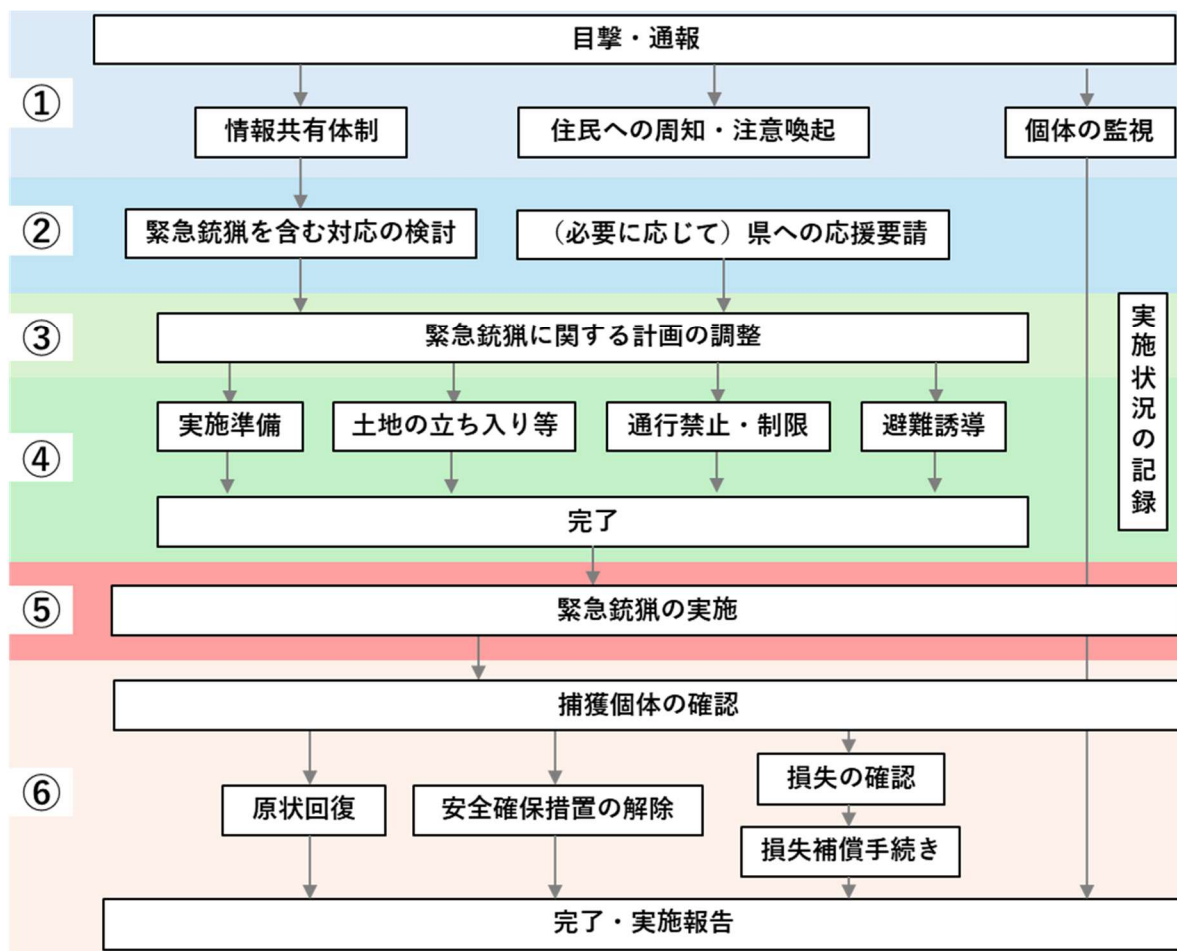 目撃・通報
①
情報共有体制
住民への周知・注意喚起
個体の監視
②
緊急銃猟を含む対応の検討
（必要に応じて）県への応援要請
③
緊急銃猟に関する計画の調整
実施状況の記録
④
実施準備
土地の立ち入り等
通行禁止・制限
避難誘導
完了
⑤
緊急銃猟の実施
捕獲個体の確認
⑥
原状回復
安全確保措置の解除
損失の確認
損失補償手続き
完了・実施報告